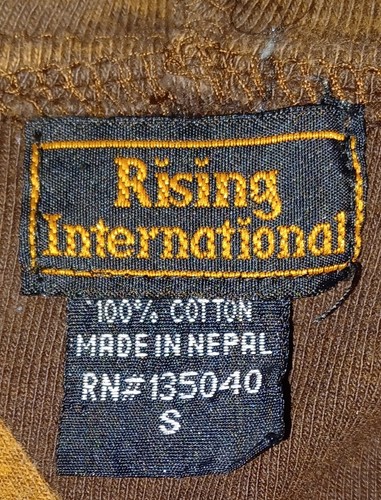 Rising
International
100% COTTON
MADE IN NEPAL
RN#135040
S